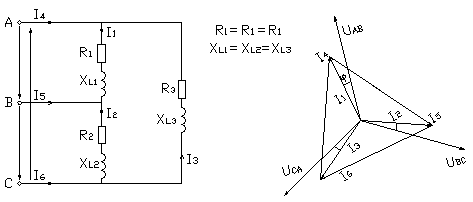 A I4
I1
R1
XL1
B I5
I2
R2
XL2
R3
XL3
I3
C I6
R1= R1= R1
XL1= XL2= XL3
UAB
I4
φ
I1
I2
I5
UBC
I3
I6
UCA